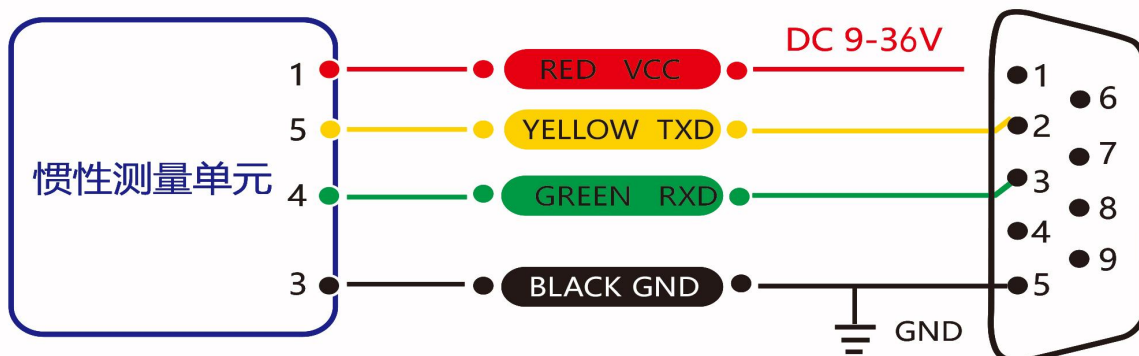 DC 9-36V
1 RED VCC 1
6
5 YELLOW TXD 2
7
惯性测量单元
4 GREEN RXD 3
8
4
9
3 BLACK GND 5
GND